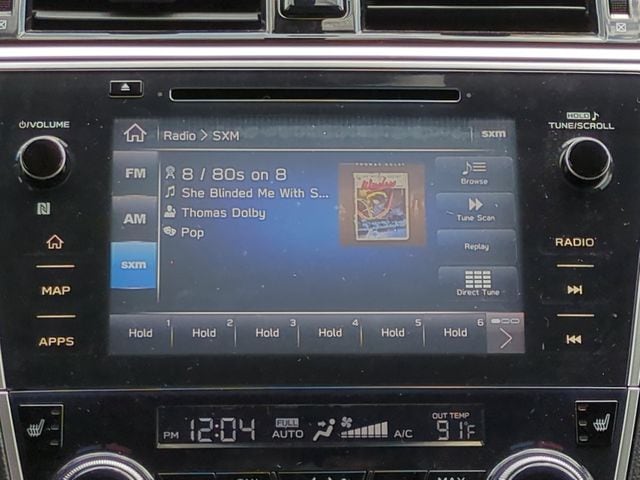 VOLUME
HOLD
TUNE/SCROLL
Radio > SXM
sxm
FM
8 / 80s on 8
Browse
She Blinded Me With S...
AM
Thomas Dolby
Tune Scan
Pop
Replay
RADIO
sxm
MAP
Direct Tune
APPS
Hold 1
Hold 2
Hold 3
Hold 4
Hold 5
Hold 6
PM 12:04
FULL
AUTO
A/C
OUT TEMP
91°F